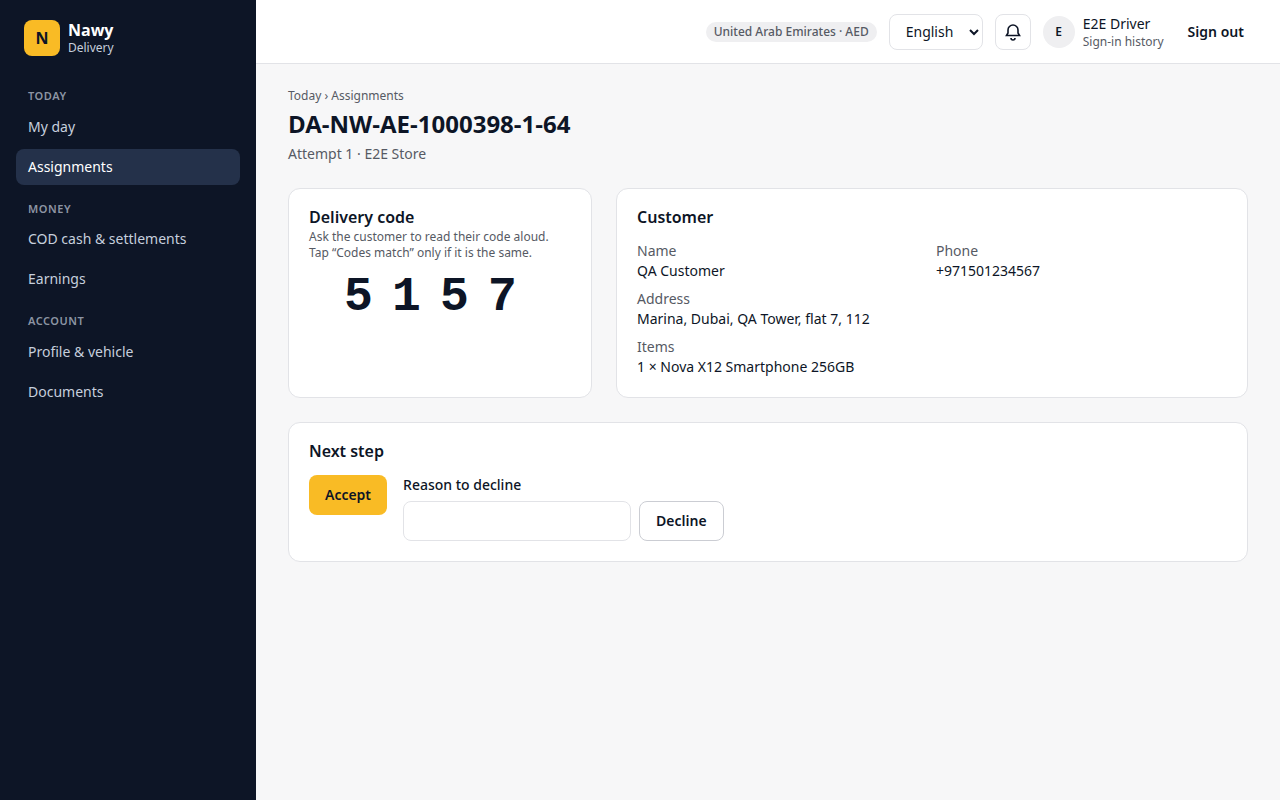 N
Nawy
Delivery
TODAY
My day
Assignments
MONEY
COD cash & settlements
Earnings
ACCOUNT
Profile & vehicle
Documents
United Arab Emirates · AED
English
E
E2E Driver
Sign-in history
Sign out
Today › Assignments
DA-NW-AE-1000398-1-64
Attempt 1 · E2E Store
Delivery code
Ask the customer to read their code aloud.
Tap “Codes match” only if it is the same.
5 1 5 7
Customer
Name
QA Customer
Phone
+971501234567
Address
Marina, Dubai, QA Tower, flat 7, 112
Items
1 × Nova X12 Smartphone 256GB
Next step
Accept
Reason to decline
Decline